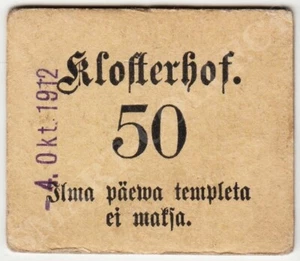 Klosterhof.
50
Ilma päewa templeta
ei maksa.
- 4. Okt. 1912